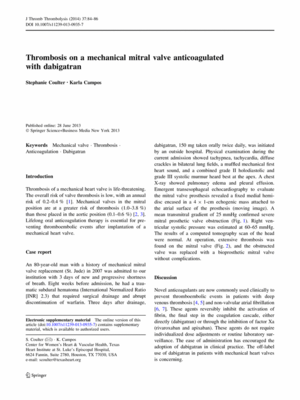 J Thromb Thrombolysis (2014) 37:84–86
DOI 10.1007/s11239-013-0935-7
Thrombosis on a mechanical mitral valve anticoagulated
with dabigatran
Stephanie Coulter · Karla Campos
Published online: 28 June 2013
© Springer Science+Business Media New York 2013
Keywords Mechanical valve · Thrombosis ·
Anticoagulation · Dabigatran
Introduction
Thrombosis of a mechanical heart valve is life-threatening.
The overall risk of valve thrombosis is low, with an annual
risk of 0.2–0.4 % [1]. Mechanical valves in the mitral
position are at a greater risk of thrombosis (1.0–3.8 %)
than those placed in the aortic position (0.1–0.6 %) [2, 3].
Lifelong oral anticoagulation therapy is essential for pre-
venting thromboembolic events after implantation of a
mechanical heart valve.
Case report
An 80-year-old man with a history of mechanical mitral
valve replacement (St. Jude) in 2007 was admitted to our
institution with 3 days of new and progressive shortness
of breath. Eight weeks before admission, he had a trau-
matic subdural hematoma (International Normalized Ratio
[INR] 2.3) that required surgical drainage and abrupt
discontinuation of warfarin. Three days after drainage,
Electronic supplementary material The online version of this
article (doi:10.1007/s11239-013-0935-7) contains supplementary
material, which is available to authorized users.
S. Coulter · K. Campos
Center for Women's Heart & Vascular Health, Texas
Heart Institute at St. Luke's Episcopal Hospital,
6624 Fannin, Suite 2780, Houston, TX 77030, USA
dabigatran, 150 mg taken orally twice daily, was initiated
by an outside hospital. Physical examination during the
current admission showed tachypnea, tachycardia, diffuse
crackles in bilateral lung fields, a muffled mechanical first
heart sound, and a combined grade II holodiastolic and
grade III systolic murmur heard best at the apex. A chest
X-ray showed pulmonary edema and pleural effusion.
Emergent transesophageal echocardiography to evaluate
the mitral valve prosthesis revealed a fixed medial hemi-
disc encased in a 4 × 1-cm echogenic mass attached to
the atrial surface of the prosthesis (moving image). A
mean transmitral gradient of 25 mmHg confirmed severe
mitral prosthetic valve obstruction (Fig. 1). Right ven-
tricular systolic pressure was estimated at 60–65 mmHg.
The results of a computed tomography scan of the head
were normal. At operation, extensive thrombosis was
found on the mitral valve (Fig. 2), and the obstructed
valve was replaced with a bioprosthetic mitral valve
without complications.
Discussion
Novel anticoagulants are now commonly used clinically to
prevent thromboembolic events in patients with deep
venous thrombosis [4, 5] and non-valvular atrial fibrillation
[6, 7]. These agents reversibly inhibit the activation of
fibrin, the final step in the coagulation cascade, either
directly (dabigatran) or through the inhibition of factor Xa
(rivaroxaban and apixaban). These agents do not require
individualized dose adjustments or routine laboratory sur-
veillance. The ease of administration has encouraged the
adoption of dabigatran in clinical practice. The off-label
use of dabigatran in patients with mechanical heart valves
is concerning.
Springer